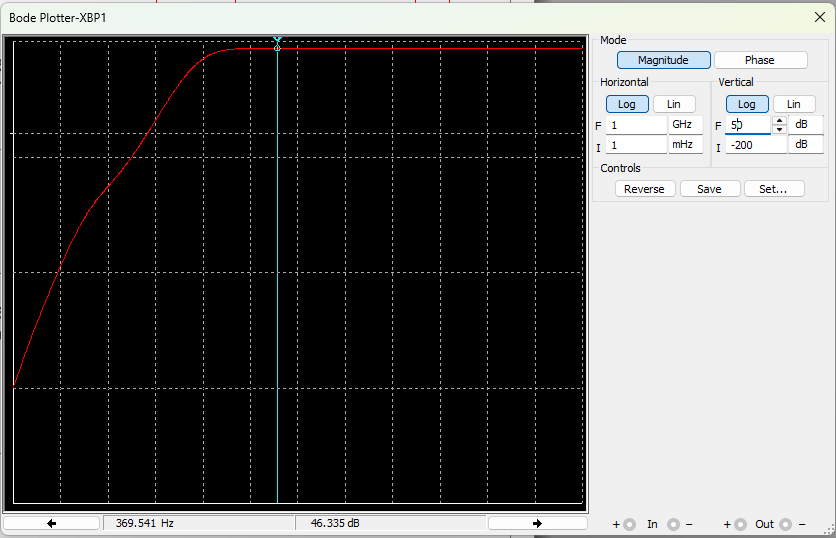 Bode Plotter-XBP1
Mode
Magnitude Phase
Horizontal Vertical
Log Lin Log Lin
F 1 GHz F 50 dB
I 1 mHz I -200 dB
Controls
Reverse Save Set...
369.541 Hz 46.335 dB
+ In - + Out -